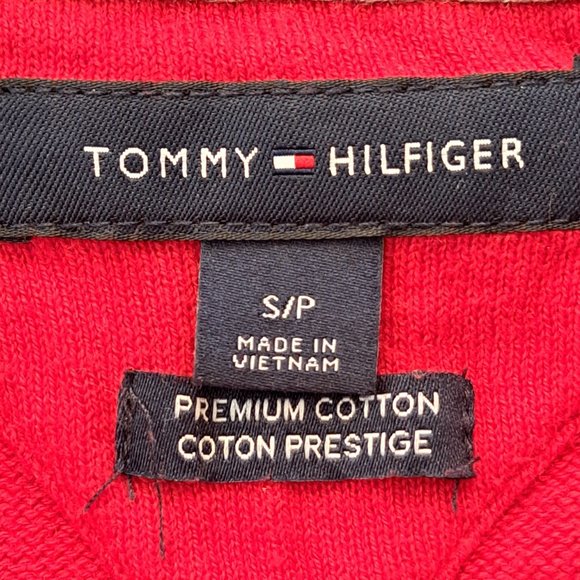 TOMMY HILFIGER
S/P
MADE IN
VIETNAM
PREMIUM COTTON
COTON PRESTIGE